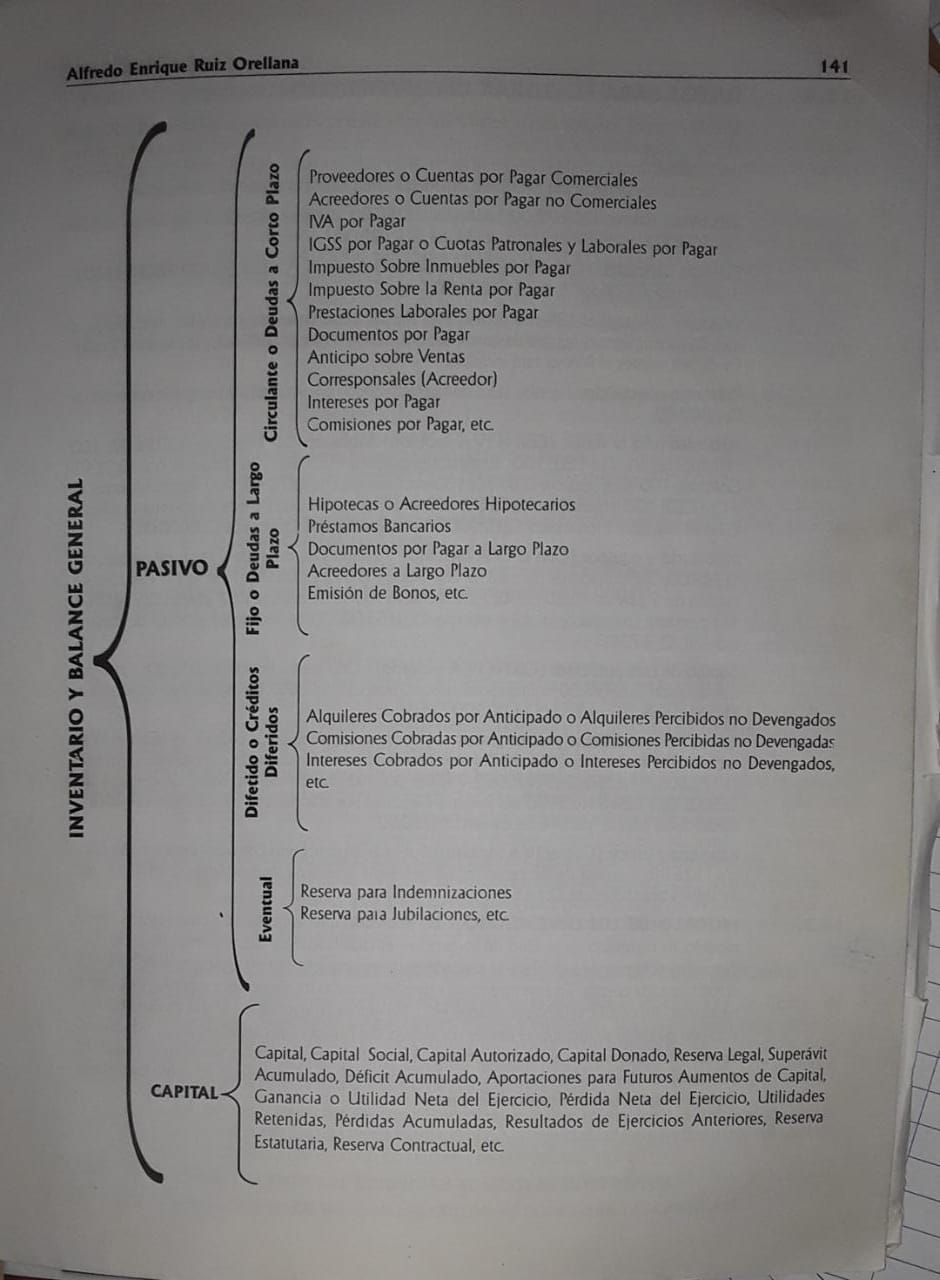 Alfredo Enrique Ruiz Orellana 141
INVENTARIO Y BALANCE GENERAL
PASIVO
Circulante o Deudas a Corto Plazo
Proveedores o Cuentas por Pagar Comerciales
Acreedores o Cuentas por Pagar no Comerciales
IVA por Pagar
IGSS por Pagar o Cuotas Patronales y Laborales por Pagar
Impuesto Sobre Inmuebles por Pagar
Impuesto Sobre la Renta por Pagar
Prestaciones Laborales por Pagar
Documentos por Pagar
Anticipo sobre Ventas
Corresponsales (Acreedor)
Intereses por Pagar
Comisiones por Pagar, etc.
Fijo o Deudas a Largo
Plazo
Hipotecas o Acreedores Hipotecarios
Préstamos Bancarios
Documentos por Pagar a Largo Plazo
Acreedores a Largo Plazo
Emisión de Bonos, etc.
Difetido o Créditos
Diferidos
Alquileres Cobrados por Anticipado o Alquileres Percibidos no Devengados
Comisiones Cobradas por Anticipado o Comisiones Percibidas no Devengadas
Intereses Cobrados por Anticipado o Intereses Percibidos no Devengados,
etc.
Eventual
Reserva para Indemnizaciones
Reserva para Jubilaciones, etc.
CAPITAL
Capital, Capital Social, Capital Autorizado, Capital Donado, Reserva Legal, Superávit
Acumulado, Déficit Acumulado, Aportaciones para Futuros Aumentos de Capital,
Ganancia o Utilidad Neta del Ejercicio, Pérdida Neta del Ejercicio, Utilidades
Retenidas, Pérdidas Acumuladas, Resultados de Ejercicios Anteriores, Reserva
Estatutaria, Reserva Contractual, etc.